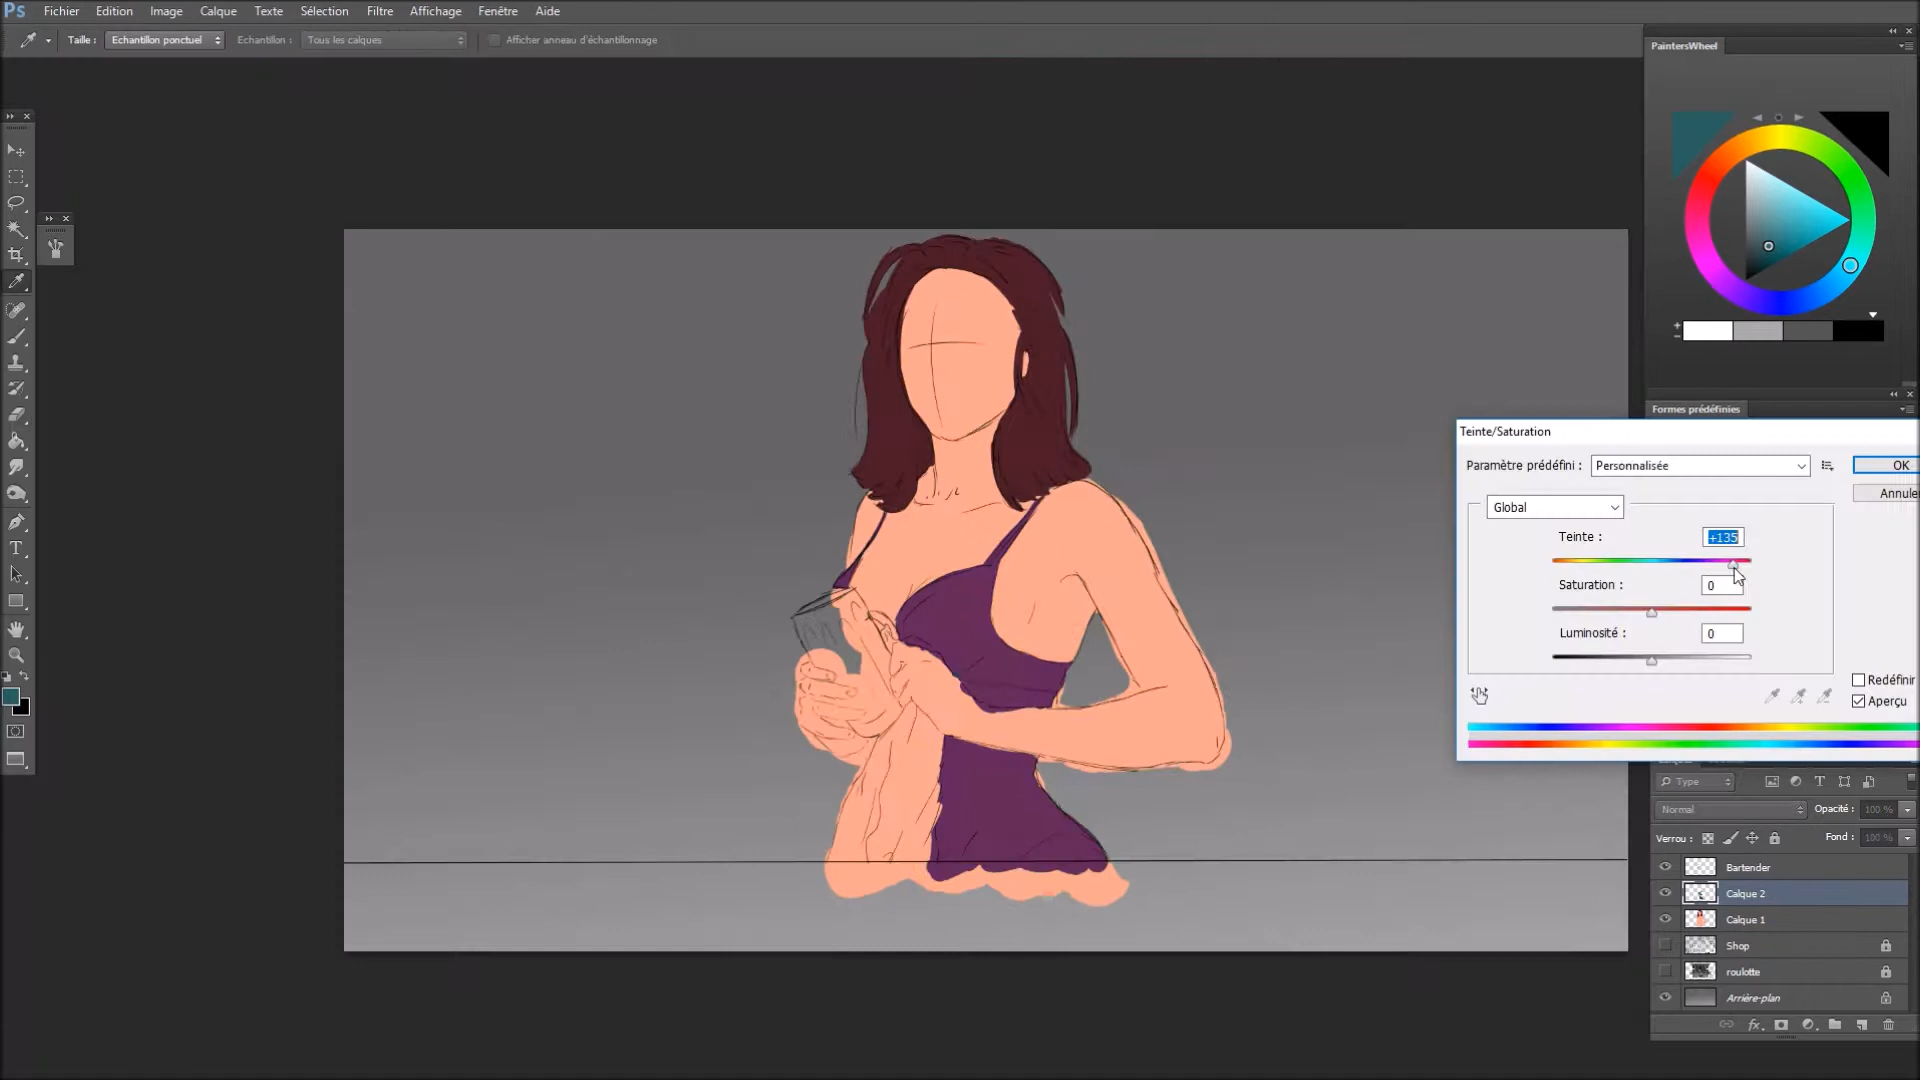 Ps Fichier Edition Image Calque Texte Sélection Filtre Affichage Fenêtre Aide
Taille : Echantillon ponctuel Echantillon : Tous les calques Afficher anneau d'échantillonnage
PaintersWheel
Formes prédéfinies
Teinte/Saturation
Paramètre prédéfini : Personnalisée OK
Annuler
Global
Teinte : +135
Saturation : 0
Luminosité : 0
Redéfinir
Aperçu
Type
Normal Opacité : 100 %
Verrou : Fond : 100 %
Bartender
Calque 2
Calque 1
Shop
roulotte
Arrière-plan
fx